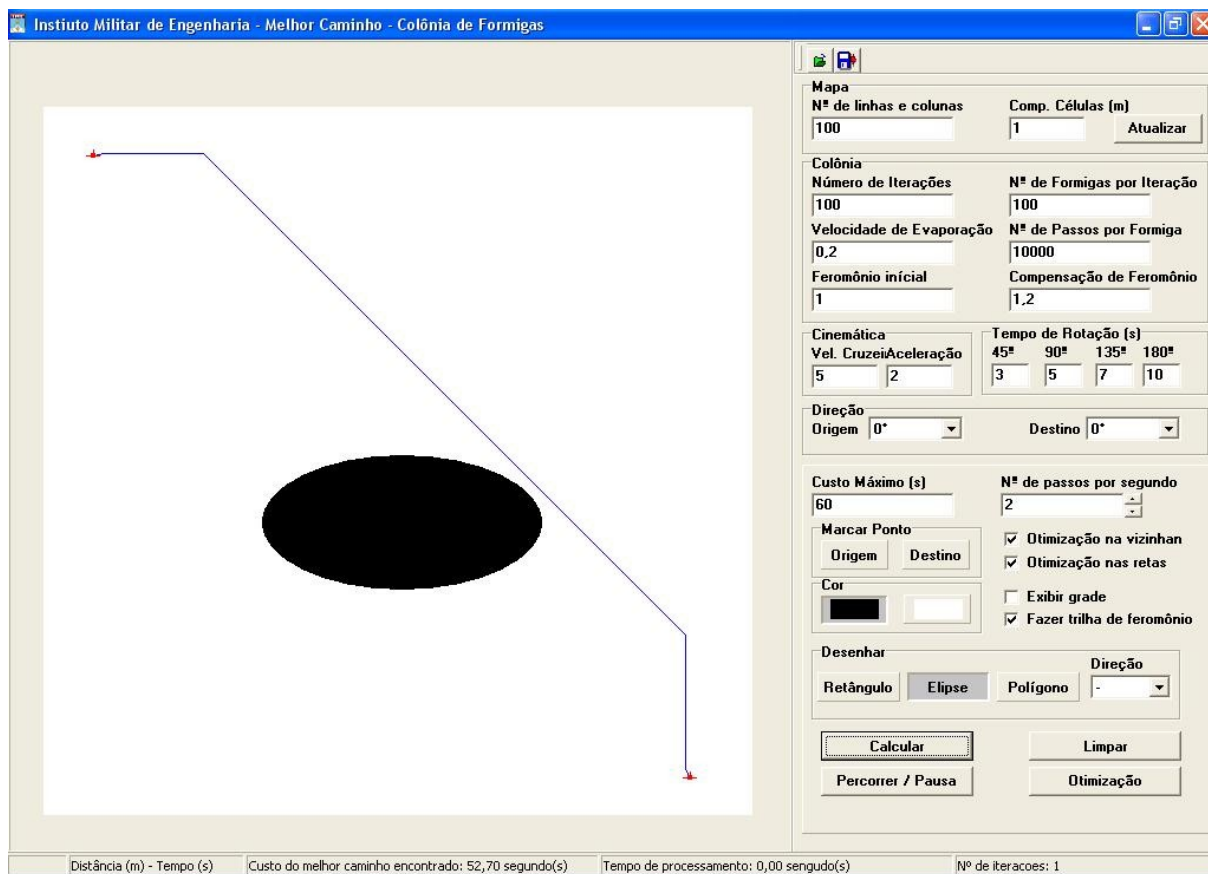 Instiuto Militar de Engenharia - Melhor Caminho - Colônia de Formigas
Mapa
Nº de linhas e colunas Comp. Células (m)
100 1 Atualizar
Colônia
Número de Iterações Nº de Formigas por Iteração
100 100
Velocidade de Evaporação Nº de Passos por Formiga
0,2 10000
Feromônio inícial Compensação de Feromônio
1 1,2
Cinemática Tempo de Rotação (s)
Vel. Cruzei Aceleração 45º 90º 135º 180º
5 2 3 5 7 10
Direção
Origem 0° Destino 0°
Custo Máximo (s) Nº de passos por segundo
60 2
Marcar Ponto
Origem Destino
Otimização na vizinhan
Otimização nas retas
Cor
Exibir grade
Fazer trilha de feromônio
Desenhar
Direção
Retângulo Elipse Polígono -
Calcular Limpar
Percorrer / Pausa Otimização
Distância (m) - Tempo (s) Custo do melhor caminho encontrado: 52,70 segundo(s) Tempo de processamento: 0,00 sengudo(s) Nº de iteracoes: 1